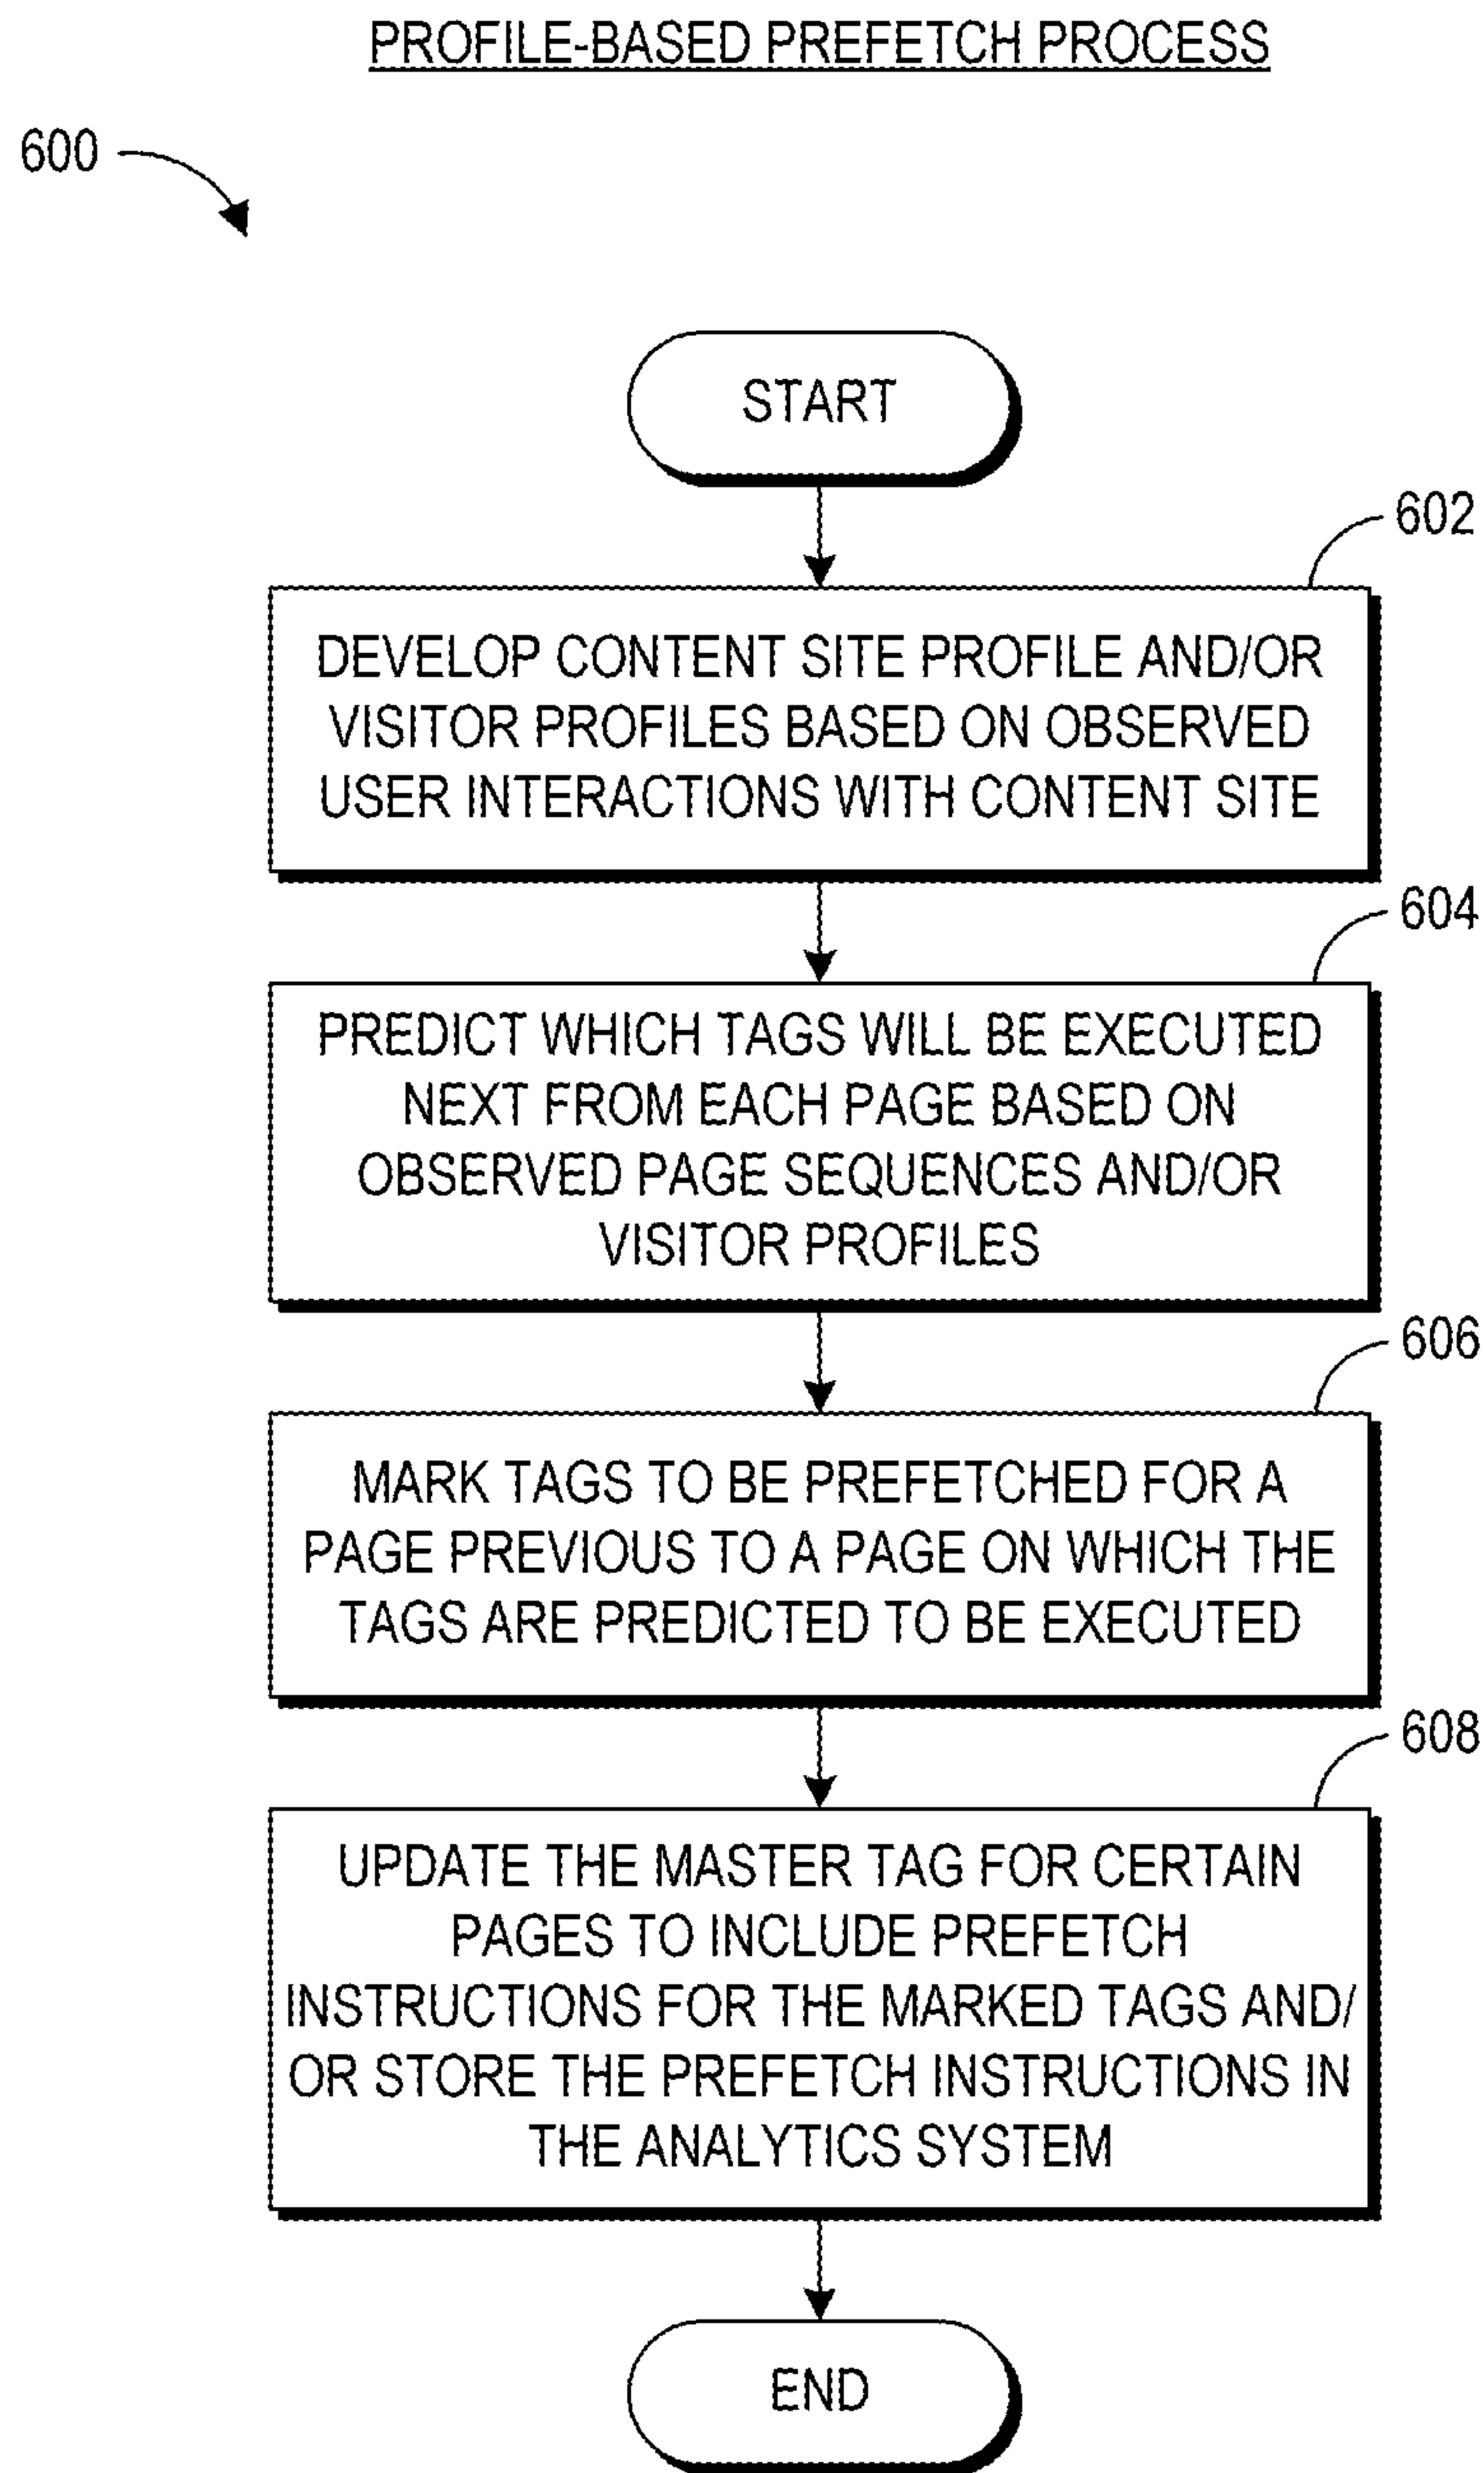 PROFILE-BASED PREFETCH PROCESS
600
START
602
DEVELOP CONTENT SITE PROFILE AND/OR
VISITOR PROFILES BASED ON OBSERVED
USER INTERACTIONS WITH CONTENT SITE
604
PREDICT WHICH TAGS WILL BE EXECUTED
NEXT FROM EACH PAGE BASED ON
OBSERVED PAGE SEQUENCES AND/OR
VISITOR PROFILES
606
MARK TAGS TO BE PREFETCHED FOR A
PAGE PREVIOUS TO A PAGE ON WHICH THE
TAGS ARE PREDICTED TO BE EXECUTED
608
UPDATE THE MASTER TAG FOR CERTAIN
PAGES TO INCLUDE PREFETCH
INSTRUCTIONS FOR THE MARKED TAGS AND/
OR STORE THE PREFETCH INSTRUCTIONS IN
THE ANALYTICS SYSTEM
END